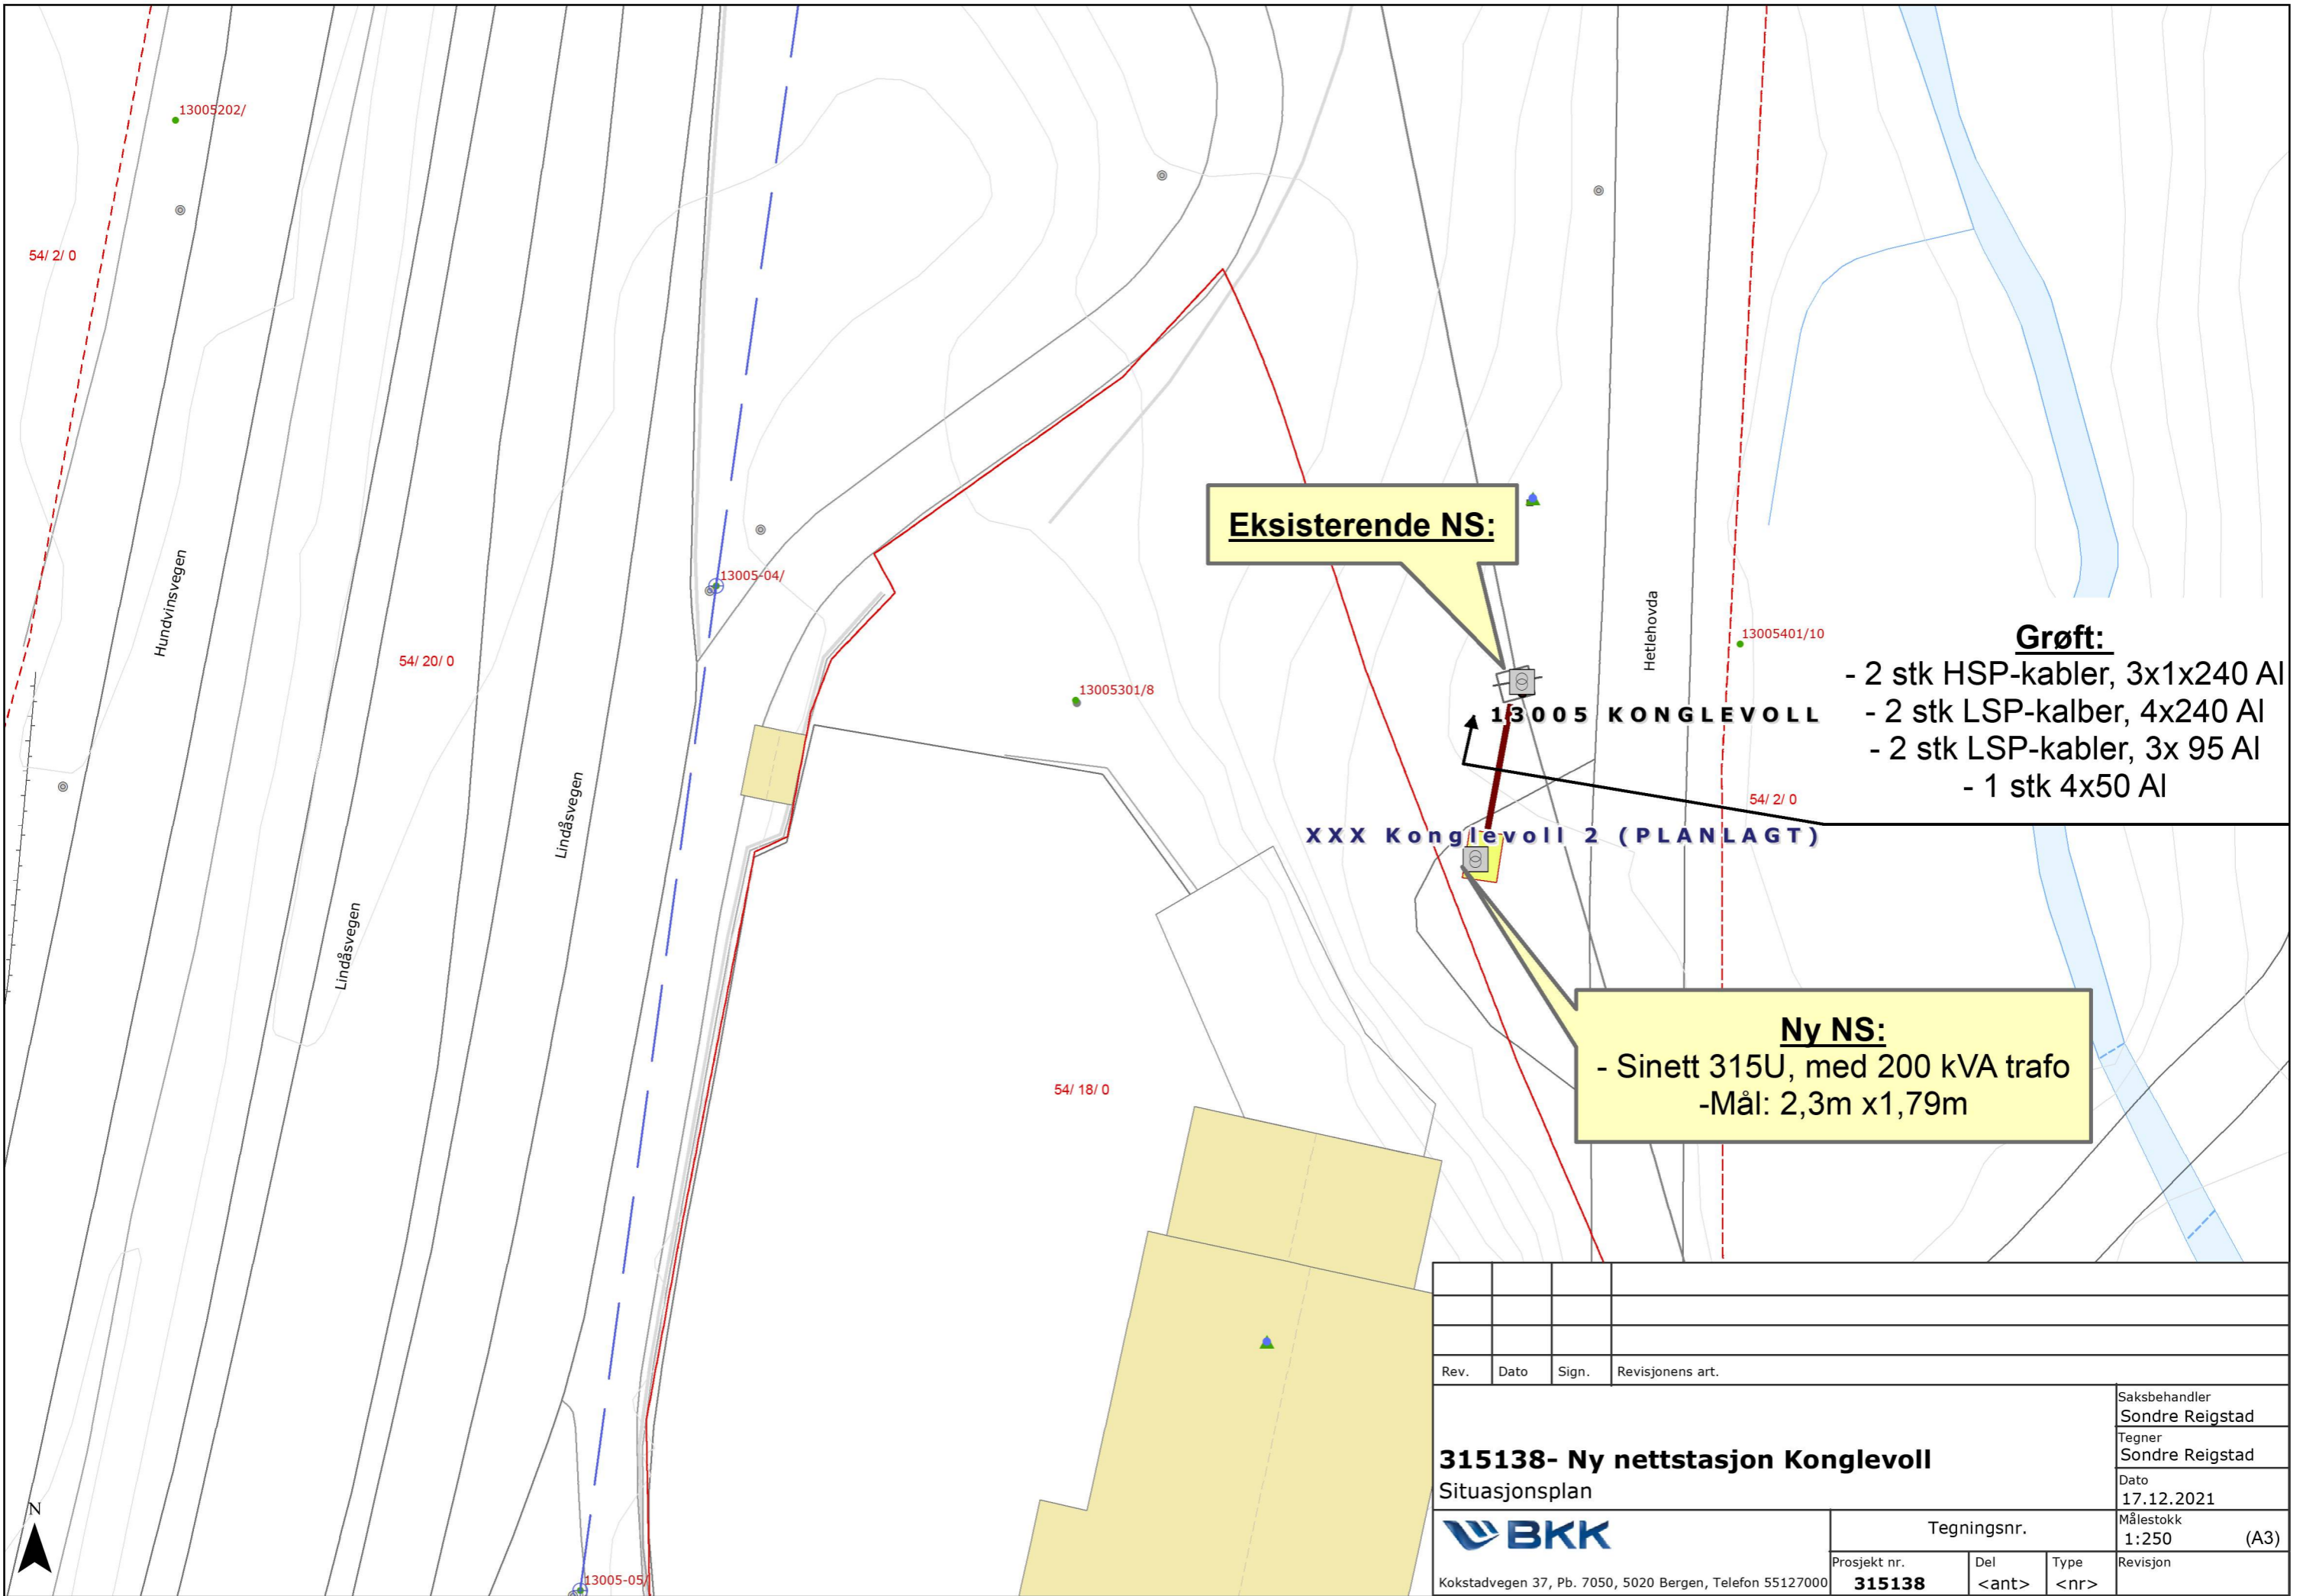 13005202/
54/ 2/ 0
Hundvinsvegen
54/ 20/ 0
Lindåsvegen
Lindåsvegen
13005-04/
13005301/8
54/ 18/ 0
13005-05/
Eksisterende NS:
Hetlehovda
13005401/10
13005 KONGLEVOLL
54/ 2/ 0
XXX Konglevoll 2 (PLANLAGT)
Grøft:
- 2 stk HSP-kabler, 3x1x240 Al
- 2 stk LSP-kalber, 4x240 Al
- 2 stk LSP-kabler, 3x 95 Al
- 1 stk 4x50 Al
Ny NS:
- Sinett 315U, med 200 kVA trafo
-Mål: 2,3m x1,79m
N
Rev. Dato Sign. Revisjonens art.
315138- Ny nettstasjon Konglevoll
Situasjonsplan
Saksbehandler
Sondre Reigstad
Tegner
Sondre Reigstad
Dato
17.12.2021
Målestokk
1:250 (A3)
Revisjon
BKK
Kokstadvegen 37, Pb. 7050, 5020 Bergen, Telefon 55127000
Tegningsnr.
Prosjekt nr. Del Type
315138 <ant> <nr>